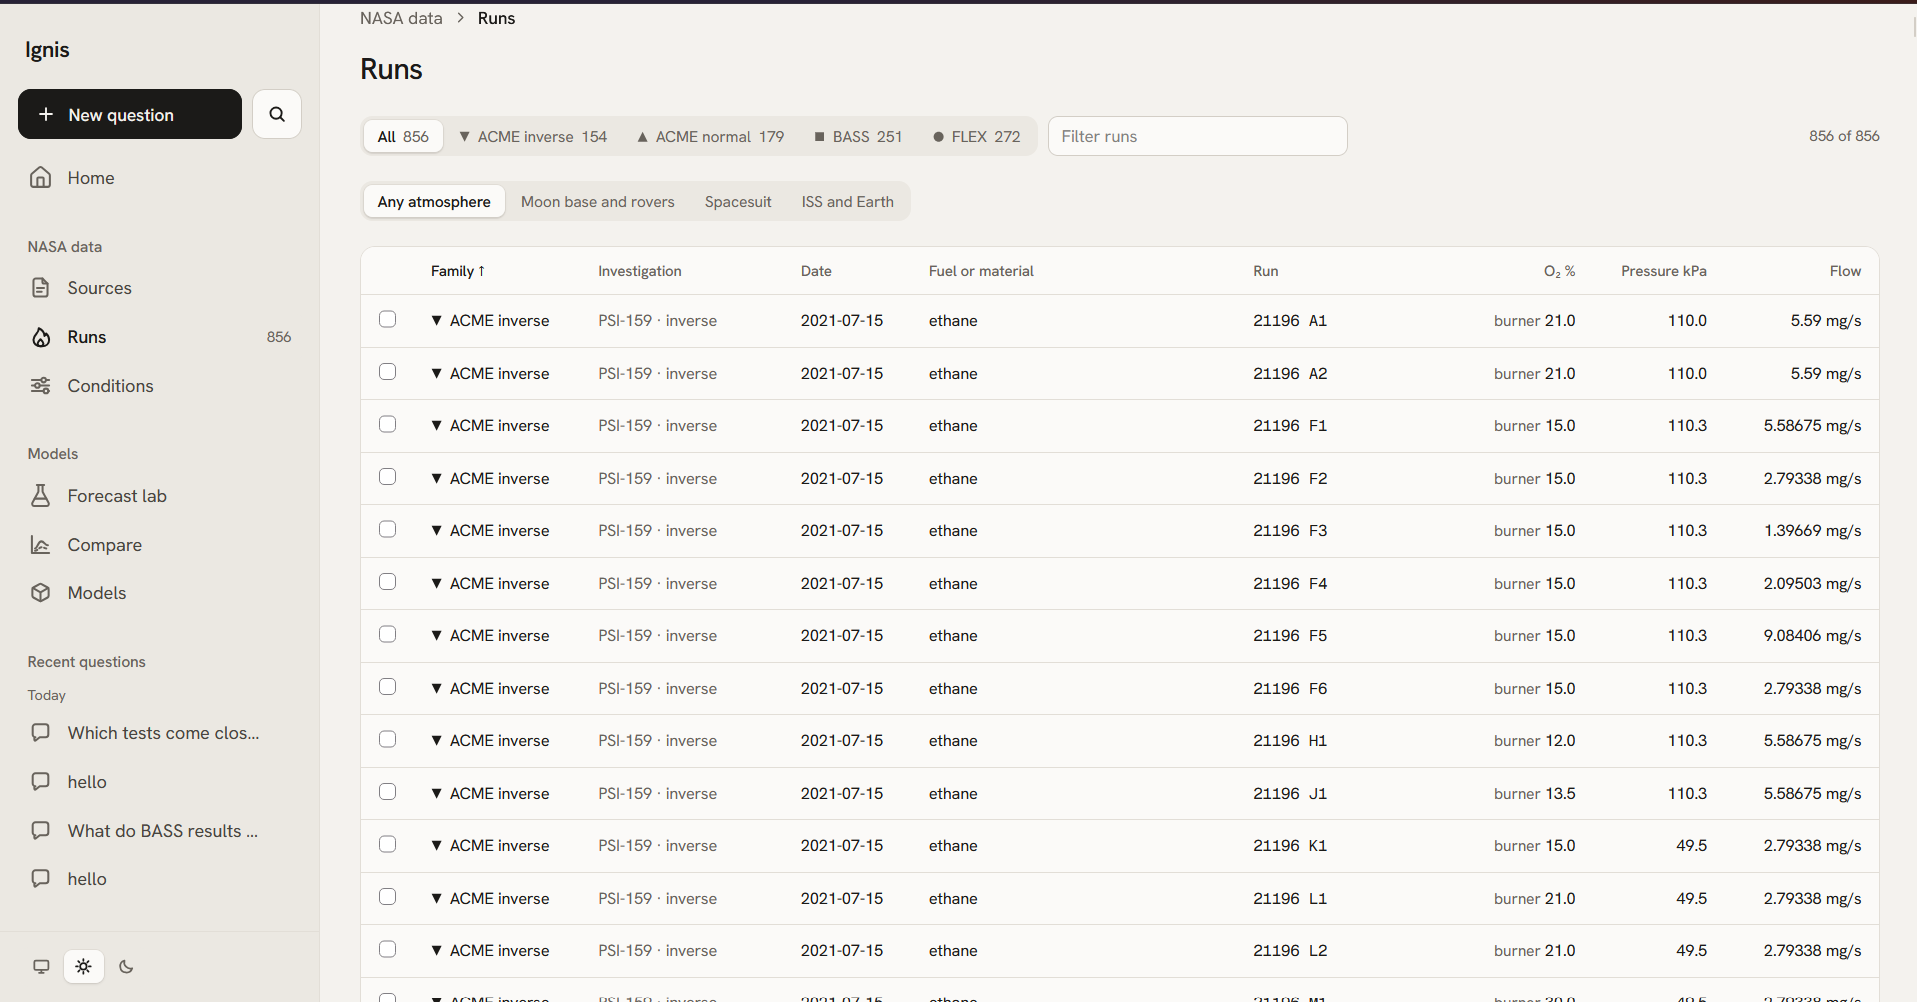 NASA data > Runs
Ignis
Runs
+ New question
All 856 ▼ ACME inverse 154 ▲ ACME normal 179 ■ BASS 251 ● FLEX 272
Filter runs
856 of 856
Home
Any atmosphere Moon base and rovers Spacesuit ISS and Earth
NASA data
Sources
Runs 856
Conditions
Models
Forecast lab
Compare
Models
Recent questions
Today
Which tests come clos...
hello
What do BASS results ...
hello
Family ↑ Investigation Date Fuel or material Run O₂ % Pressure kPa Flow
▼ ACME inverse PSI-159 · inverse 2021-07-15 ethane 21196 A1 burner 21.0 110.0 5.59 mg/s
▼ ACME inverse PSI-159 · inverse 2021-07-15 ethane 21196 A2 burner 21.0 110.0 5.59 mg/s
▼ ACME inverse PSI-159 · inverse 2021-07-15 ethane 21196 F1 burner 15.0 110.3 5.58675 mg/s
▼ ACME inverse PSI-159 · inverse 2021-07-15 ethane 21196 F2 burner 15.0 110.3 2.79338 mg/s
▼ ACME inverse PSI-159 · inverse 2021-07-15 ethane 21196 F3 burner 15.0 110.3 1.39669 mg/s
▼ ACME inverse PSI-159 · inverse 2021-07-15 ethane 21196 F4 burner 15.0 110.3 2.09503 mg/s
▼ ACME inverse PSI-159 · inverse 2021-07-15 ethane 21196 F5 burner 15.0 110.3 9.08406 mg/s
▼ ACME inverse PSI-159 · inverse 2021-07-15 ethane 21196 F6 burner 15.0 110.3 2.79338 mg/s
▼ ACME inverse PSI-159 · inverse 2021-07-15 ethane 21196 H1 burner 12.0 110.3 5.58675 mg/s
▼ ACME inverse PSI-159 · inverse 2021-07-15 ethane 21196 J1 burner 13.5 110.3 5.58675 mg/s
▼ ACME inverse PSI-159 · inverse 2021-07-15 ethane 21196 K1 burner 15.0 49.5 2.79338 mg/s
▼ ACME inverse PSI-159 · inverse 2021-07-15 ethane 21196 L1 burner 21.0 49.5 2.79338 mg/s
▼ ACME inverse PSI-159 · inverse 2021-07-15 ethane 21196 L2 burner 21.0 49.5 2.79338 mg/s